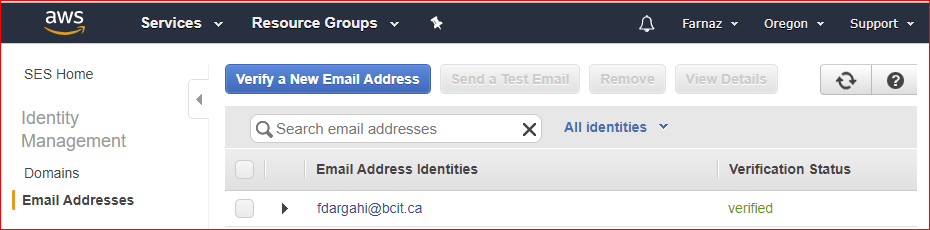 aws Services Resource Groups Farnaz Oregon Support
SES Home
Identity
Management
Domains
Email Addresses
Verify a New Email Address Send a Test Email Remove View Details
Search email addresses All identities
Email Address Identities Verification Status
fdargahi@bcit.ca verified